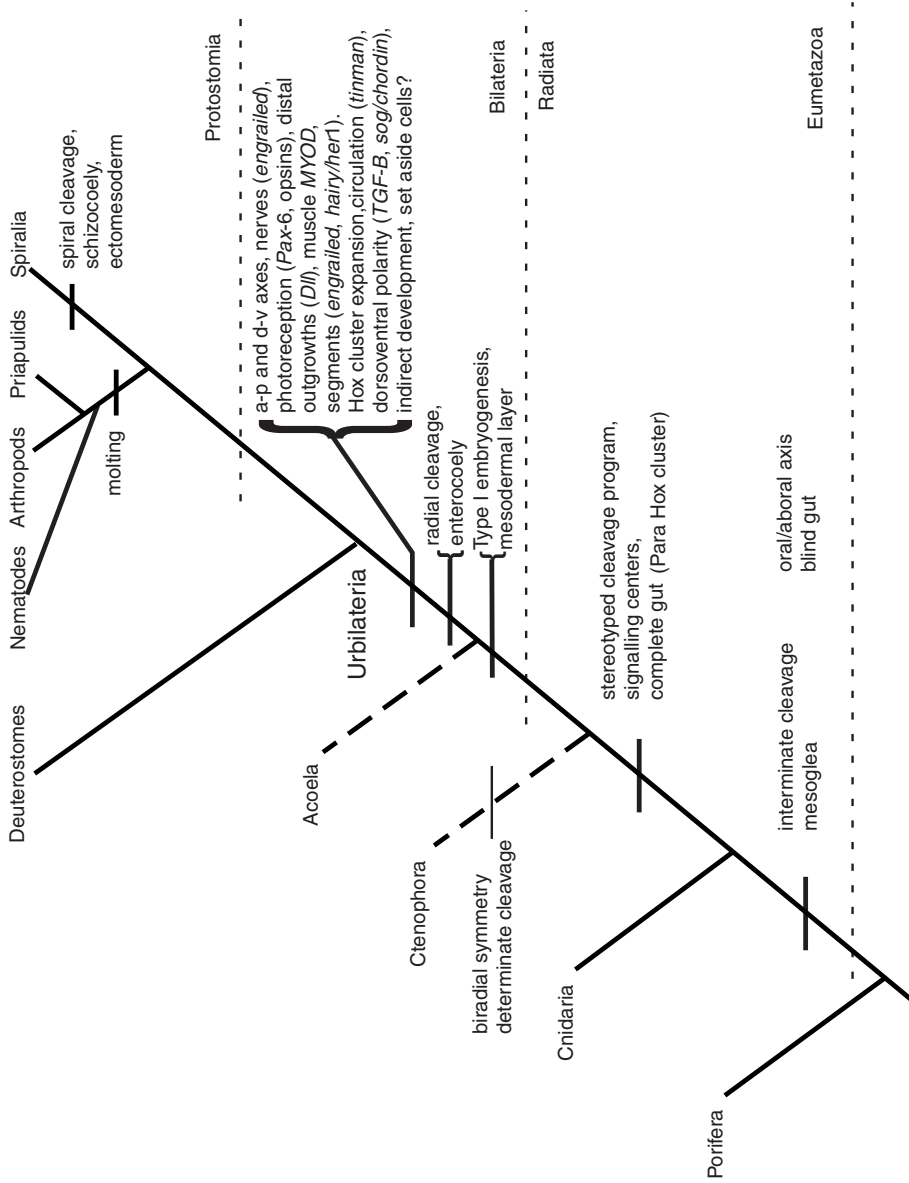 Deuterostomes
Nematodes
Arthropods
Priapulids
Spiralia
molting
spiral cleavage,
schizocoely,
ectomesoderm
Protostomia
Urbilateria
a-p and d-v axes, nerves (engrailed),
photoreception (Pax-6, opsins), distal
outgrowths (Dll), muscle MYOD,
segments (engrailed, hairy/her1).
Hox cluster expansion,circulation (tinman),
dorsoventral polarity (TGF-B, sog/chordin),
indirect development, set aside cells?
Acoela
radial cleavage,
enterocoely
Type I embryogenesis,
mesodermal layer
Bilateria
Radiata
Ctenophora
biradial symmetry
determinate cleavage
stereotyped cleavage program,
signalling centers,
complete gut (Para Hox cluster)
Cnidaria
interminate cleavage
mesoglea
oral/aboral axis
blind gut
Eumetazoa
Porifera